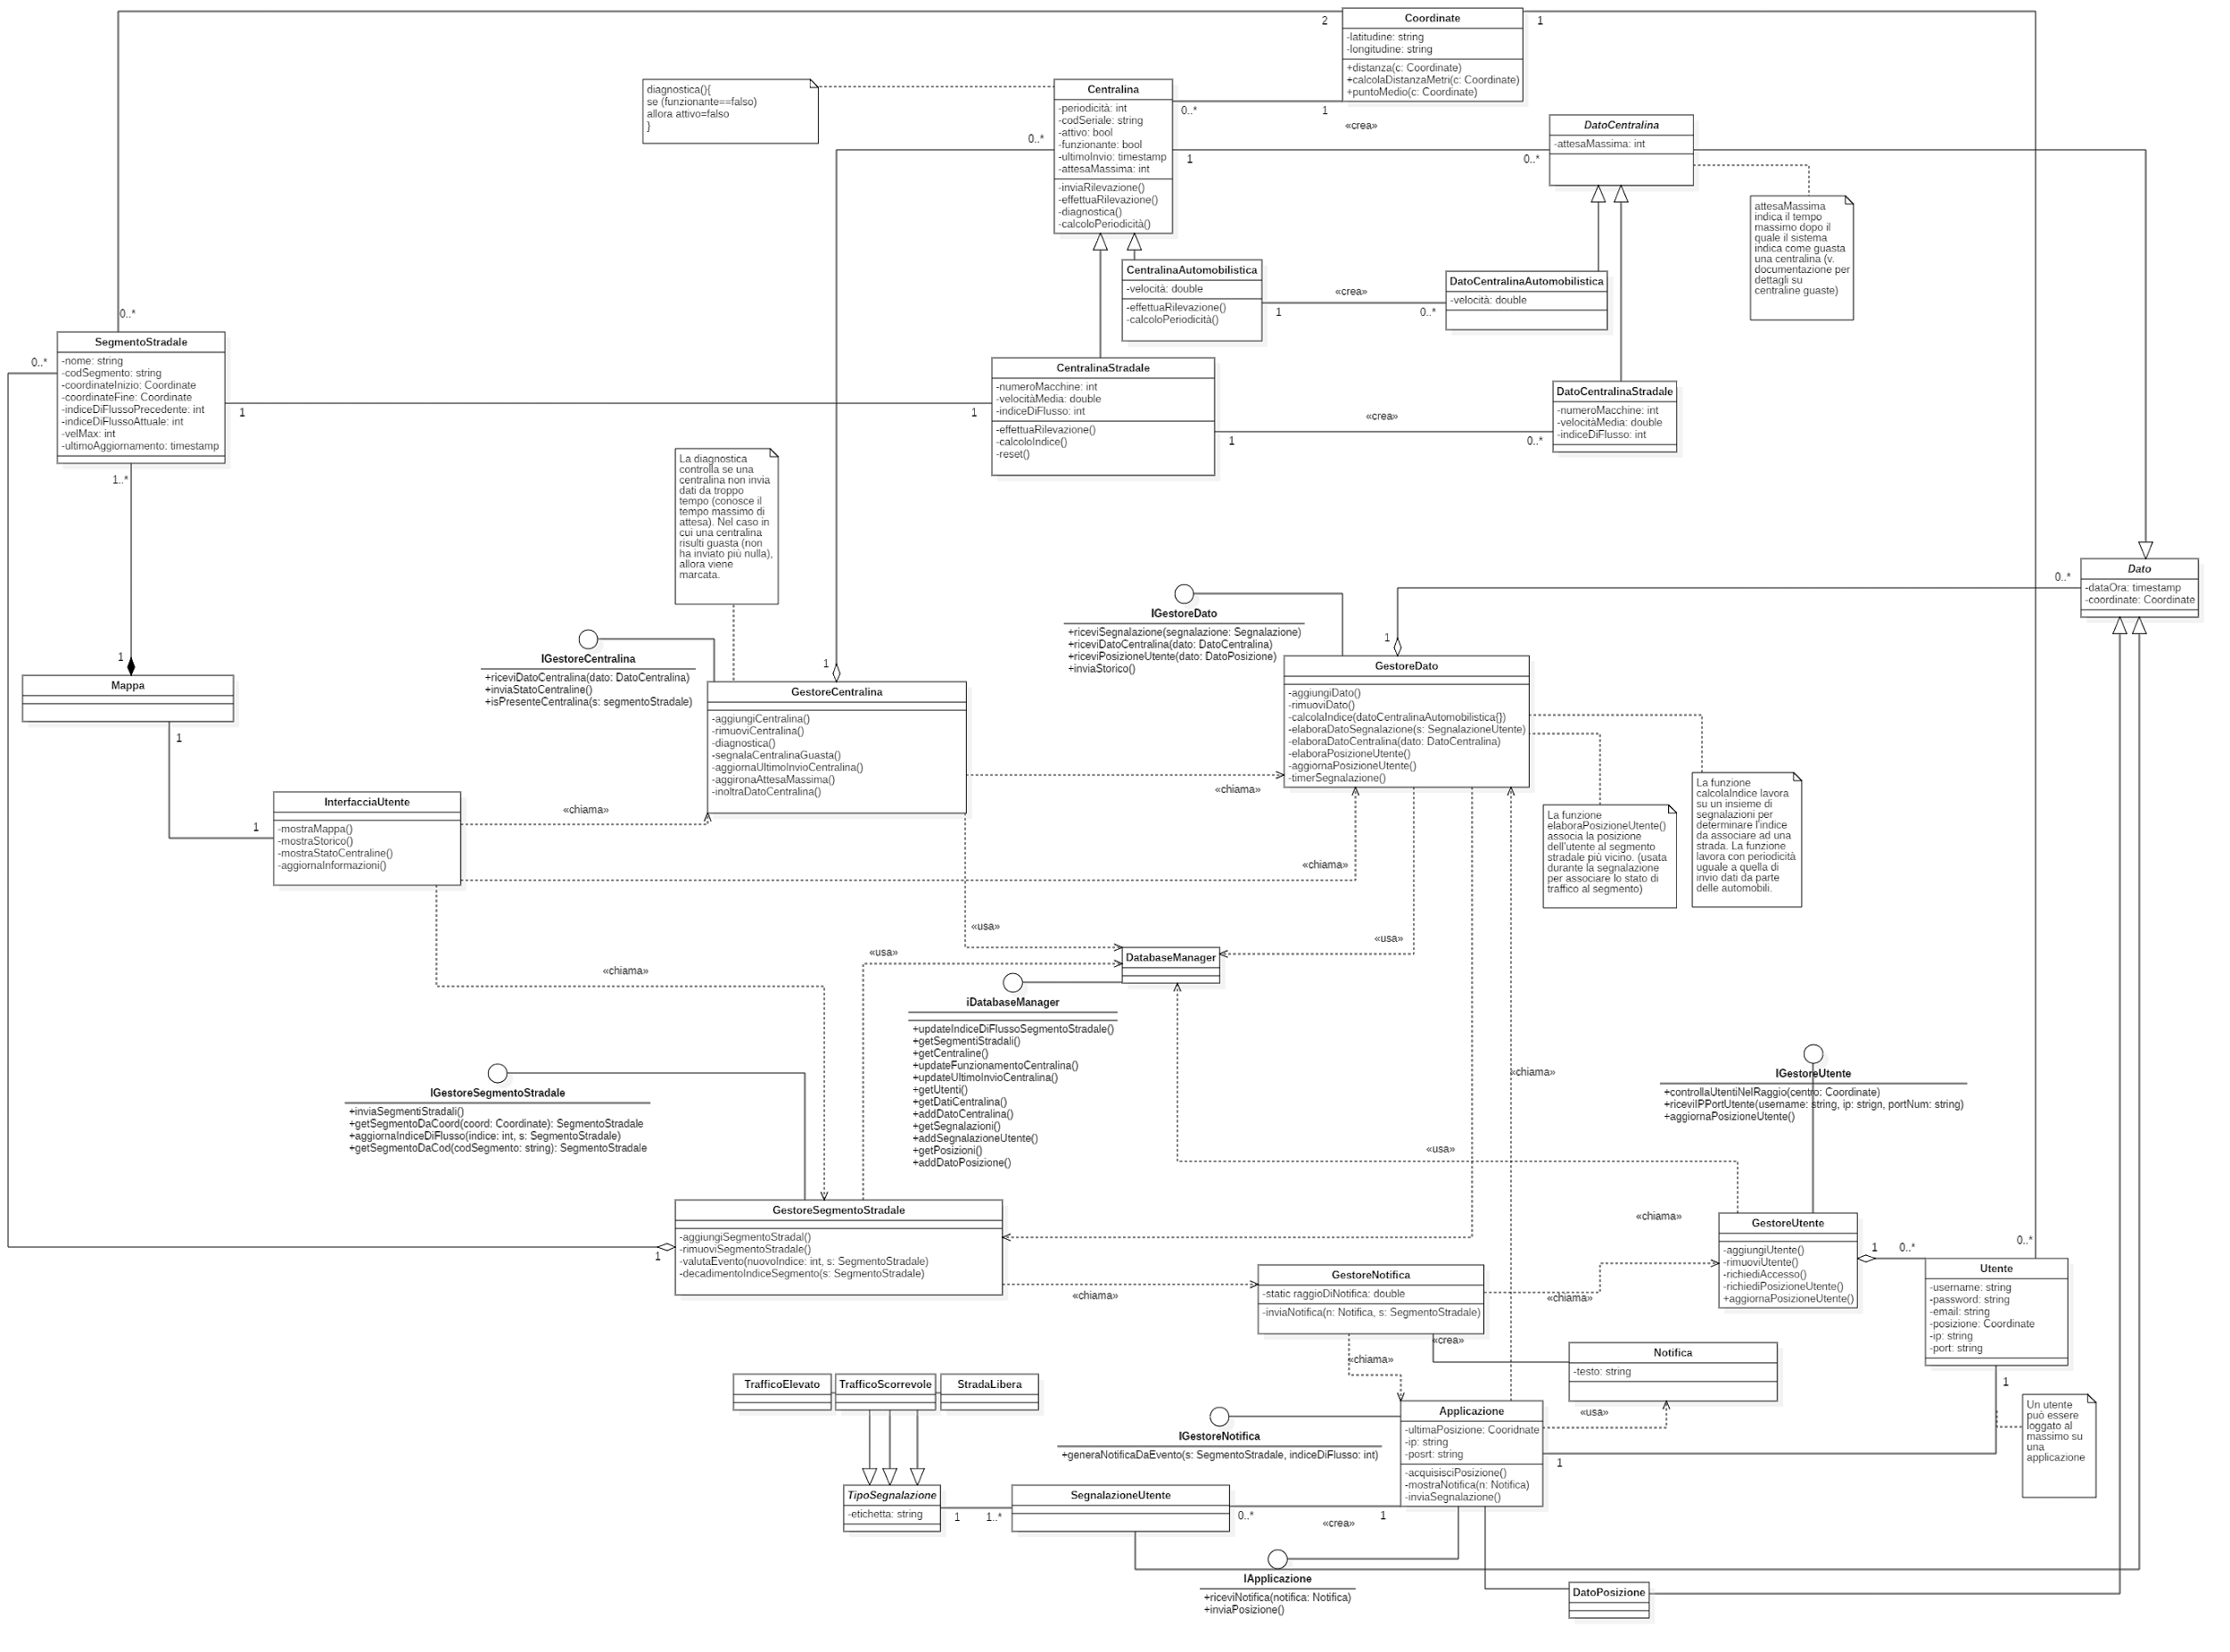 2
Coordinate
-latitudine: string
-longitudine: string
+distanza(c: Coordinate)
+calcolaDistanzaMetri(c: Coordinate)
+puntoMedio(c: Coordinate)
1
diagnostica(){
se (funzionante==falso)
allora attivo=falso
}
Centralina
-periodicità: int
-codSeriale: string
-attivo: bool
-funzionante: bool
-ultimoInvio: timestamp
-attesaMassima: int
-inviaRilevazione()
-effettuaRilevazione()
-diagnostica()
-calcoloPeriodicità()
0..*
1
0..*
«crea»
1
0..*
DatoCentralina
-attesaMassima: int
attesaMassima
indica il tempo
massimo dopo il
quale il sistema
indica come guasta
una centralina (v.
documentazione per
dettagli su
centraline guaste)
CentralinaAutomobilistica
-velocità: double
-effettuaRilevazione()
-calcoloPeriodicità()
«crea»
1
0..*
DatoCentralinaAutomobilistica
-velocità: double
0..*
SegmentoStradale
-nome: string
-codSegmento: string
-coordinateInizio: Coordinate
-coordinateFine: Coordinate
-indiceDiFlussoPrecedente: int
-indiceDiFlussoAttuale: int
-velMax: int
-ultimoAggiornamento: timestamp
0..*
1
1
CentralinaStradale
-numeroMacchine: int
-velocitàMedia: double
-indiceDiFlusso: int
-effettuaRilevazione()
-calcoloIndice()
-reset()
«crea»
1
0..*
DatoCentralinaStradale
-numeroMacchine: int
-velocitàMedia: double
-indiceDiFlusso: int
1..*
La diagnostica
controlla se una
centralina non invia
dati da troppo
tempo (conosce il
tempo massimo di
attesa). Nel caso in
cui una centralina
risulti guasta (non
ha inviato più nulla),
allora viene
marcata.
0..*
Dato
-dataOra: timestamp
-coordinate: Coordinate
IGestoreDato
+riceviSegnalazione(segnalazione: Segnalazione)
+riceviDatoCentralina(dato: DatoCentralina)
+riceviPosizioneUtente(dato: DatoPosizione)
+inviaStorico()
1
GestoreDato
-aggiungiDato()
-rimuoviDato()
-calcolaIndice(datoCentralinaAutomobilistica{})
-elaboraDatoSegnalazione(s: SegnalazioneUtente)
-elaboraDatoCentralina(dato: DatoCentralina)
-elaboraPosizioneUtente()
-aggiornaPosizioneUtente()
-timerSegnalazione()
IGestoreCentralina
+riceviDatoCentralina(dato: DatoCentralina)
+inviaStatoCentraline()
+isPresenteCentralina(s: segmentoStradale)
1
GestoreCentralina
-aggiungiCentralina()
-rimuoviCentralina()
-diagnostica()
-segnalaCentralinaGuasta()
-aggiornaUltimoInvioCentralina()
-aggironaAttesaMassima()
-inoltraDatoCentralina()
1
Mappa
1
1
InterfacciaUtente
-mostraMappa()
-mostraStorico()
-mostraStatoCentraline()
-aggiornaInformazioni()
«chiama»
«chiama»
«chiama»
La funzione
elaboraPosizioneUtente()
associa la posizione
dell'utente al segmento
stradale più vicino. (usata
durante la segnalazione
per associare lo stato di
traffico al segmento)
La funzione
calcolaIndice lavora
su un insieme di
segnalazioni per
determinare l'indice
da associare ad una
strada. La funzione
lavora con periodicità
uguale a quella di
invio dati da parte
delle automobili.
«usa»
«usa»
«usa»
«chiama»
DatabaseManager
iDatabaseManager
+updateIndiceDiFlussoSegmentoStradale()
+getSegmentiStradali()
+getCentraline()
+updateFunzionamentoCentralina()
+updateUltimoInvioCentralina()
+getUtenti()
+getDatiCentralina()
+addDatoCentralina()
+getSegnalazioni()
+addSegnalazioneUtente()
+getPosizioni()
+addDatoPosizione()
IGestoreSegmentoStradale
+inviaSegmentiStradali()
+getSegmentoDaCoord(coord: Coordinate): SegmentoStradale
+aggiornaIndiceDiFlusso(indice: int, s: SegmentoStradale)
+getSegmentoDaCod(codSegmento: string): SegmentoStradale
«chiama»
IGestoreUtente
+controllaUtentiNelRaggio(centro: Coordinate)
+riceviIPPortUtente(username: string, ip: strign, portNum: string)
+aggiornaPosizioneUtente()
«usa»
1
GestoreSegmentoStradale
-aggiungiSegmentoStradal()
-rimuoviSegmentoStradale()
-valutaEvento(nuovoIndice: int, s: SegmentoStradale)
-decadimentoIndiceSegmento(s: SegmentoStradale)
«chiama»
«chiama»
GestoreUtente
-aggiungiUtente()
-rimuoviUtente()
-richiediAccesso()
-richiediPosizioneUtente()
+aggiornaPosizioneUtente()
1
0..*
0..*
Utente
-username: string
-password: string
-email: string
-posizione: Coordinate
-ip: string
-port: string
GestoreNotifica
-static raggioDiNotifica: double
-inviaNotifica(n: Notifica, s: SegmentoStradale)
«chiama»
«crea»
«chiama»
Notifica
-testo: string
1
Un utente
può essere
loggato al
massimo su
una
applicazione
TrafficoElevato
TrafficoScorrevole
StradaLibera
IGestoreNotifica
+generaNotificaDaEvento(s: SegmentoStradale, indiceDiFlusso: int)
Applicazione
-ultimaPosizione: Cooridnate
-ip: string
-posrt: string
-acquisisciPosizione()
-mostraNotifica(n: Notifica)
-inviaSegnalazione()
«usa»
1
TipoSegnalazione
-etichetta: string
1
1..*
SegnalazioneUtente
0..*
«crea»
1
IApplicazione
+riceviNotifica(notifica: Notifica)
+inviaPosizione()
DatoPosizione